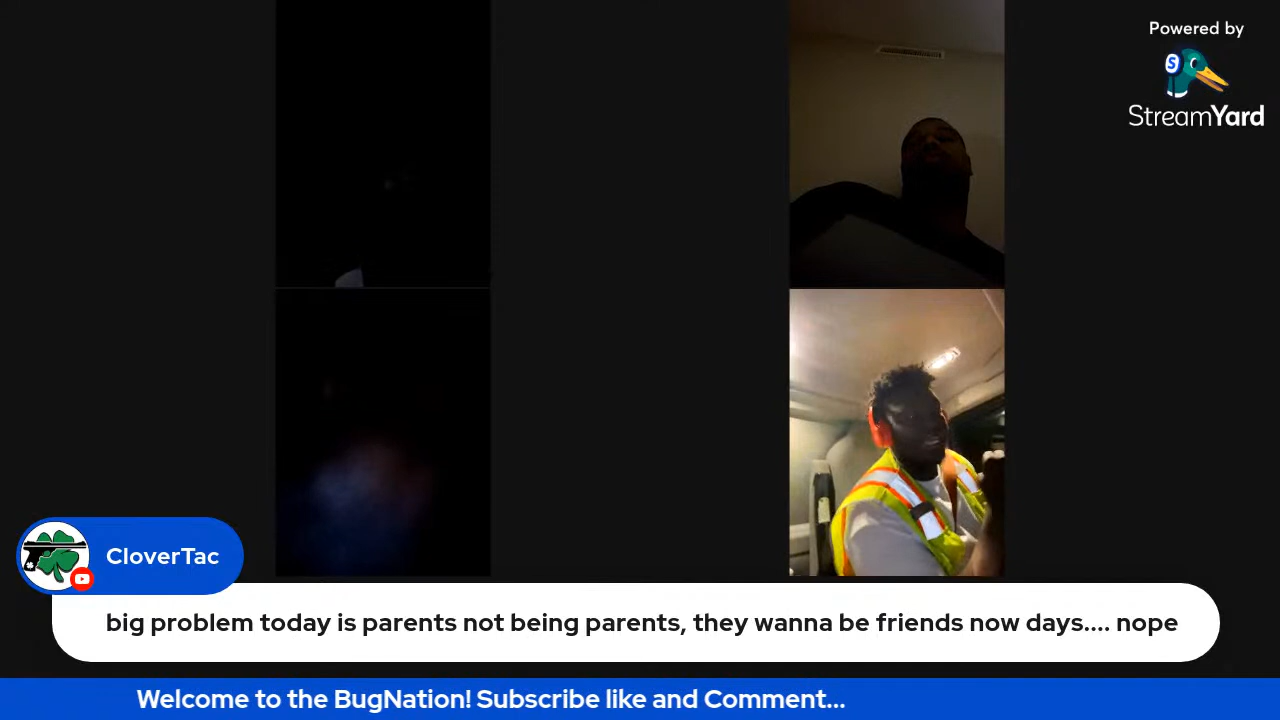 Powered by
StreamYard
CloverTac
big problem today is parents not being parents, they wanna be friends now days.... nope
Welcome to the BugNation! Subscribe like and Comment...